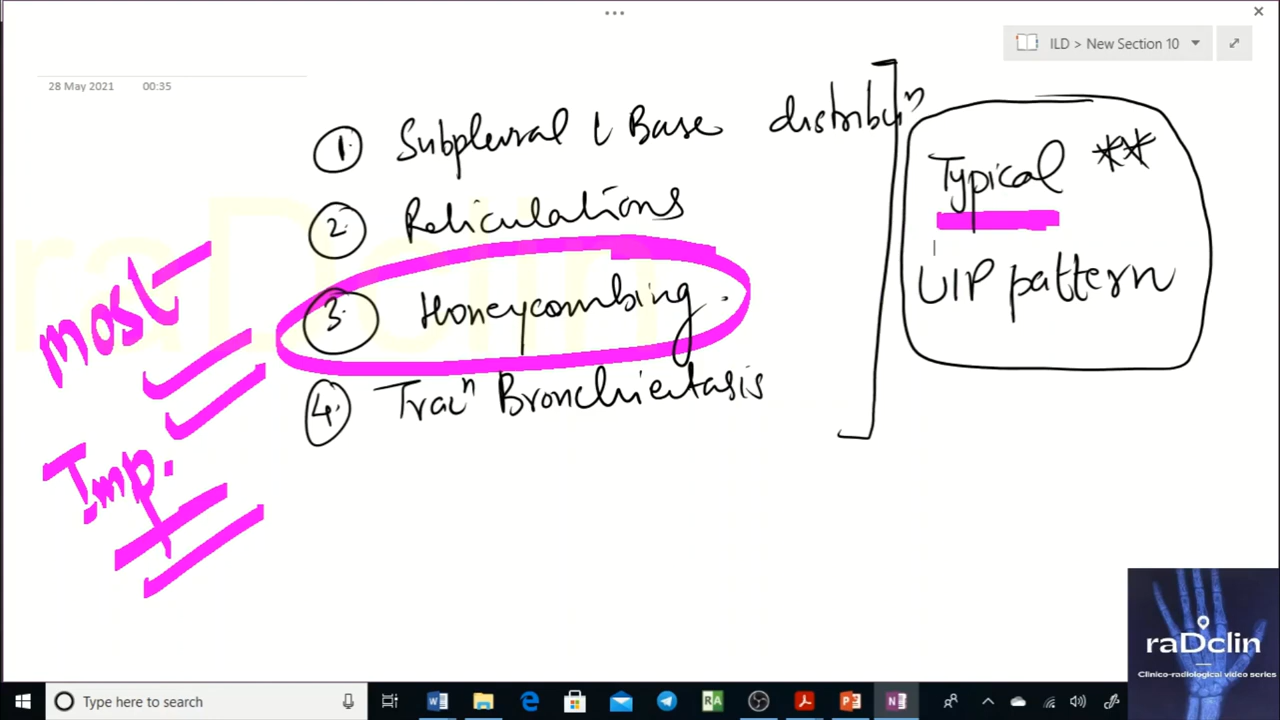 ILD > New Section 10
28 May 2021 00:35
1. Subpleural & Base distribuⁿ
2. Reticulations
3. Honeycombing.
4. Tracⁿ Bronchiectasis
Typical **
UIP pattern
most
Imp.
raDclin
raDclin
Clinico-radiological video series
Type here to search